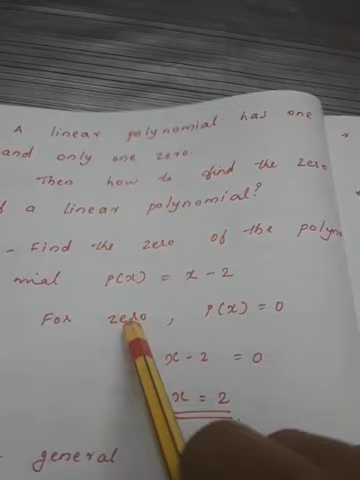 A linear polynomial has one
and only one zero.
Then how to find the zero
of a linear polynomial?
- Find the zero of the polyno
mial P(x) = x - 2
For zero, P(x) = 0
x - 2 = 0
x = 2
- general